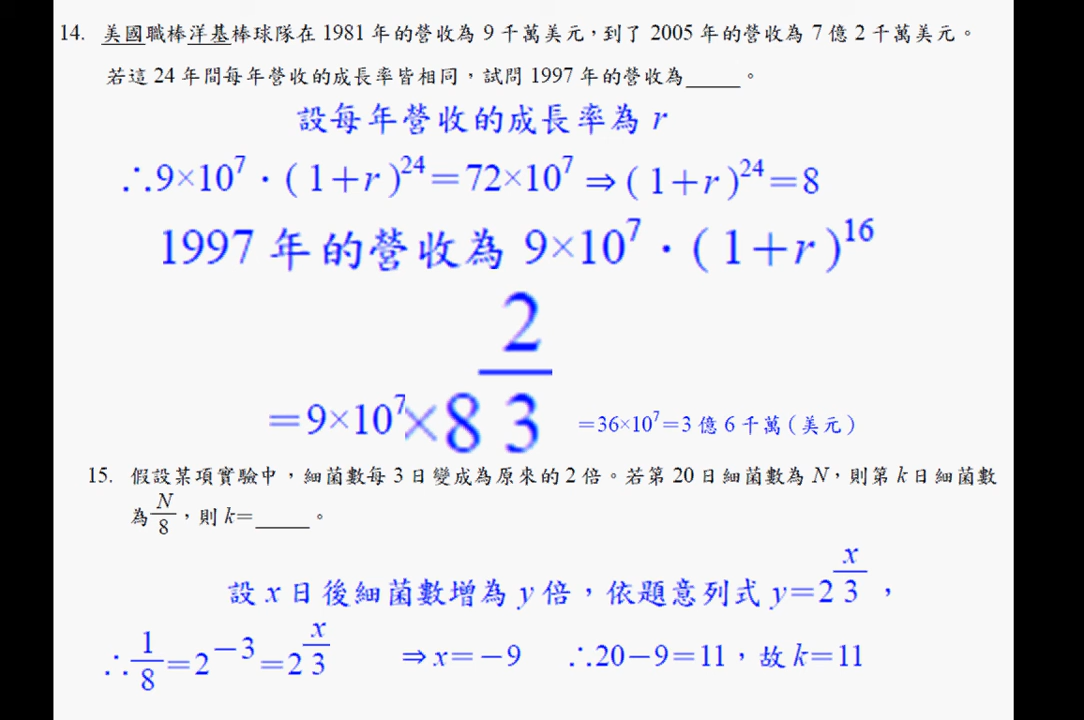 14. 美國職棒洋基棒球隊在 1981 年的營收為 9 千萬美元，到了 2005 年的營收為 7 億 2 千萬美元。
若這 24 年間每年營收的成長率皆相同，試問 1997 年的營收為_____。
設每年營收的成長率為 r
∴9×10⁷・(1+r)²⁴=72×10⁷⇒(1+r)²⁴=8
1997 年的營收為 9×10⁷・(1+r)¹⁶
=9×10⁷×8^(2/3) =36×10⁷=3 億 6 千萬(美元)
15. 假設某項實驗中，細菌數每 3 日變成為原來的 2 倍。若第 20 日細菌數為 N，則第 k 日細菌數
為 N/8，則 k=_____。
設 x 日後細菌數增為 y 倍，依題意列式 y=2^(x/3)，
∴1/8=2^(-3)=2^(x/3) ⇒x=-9 ∴20-9=11，故 k=11